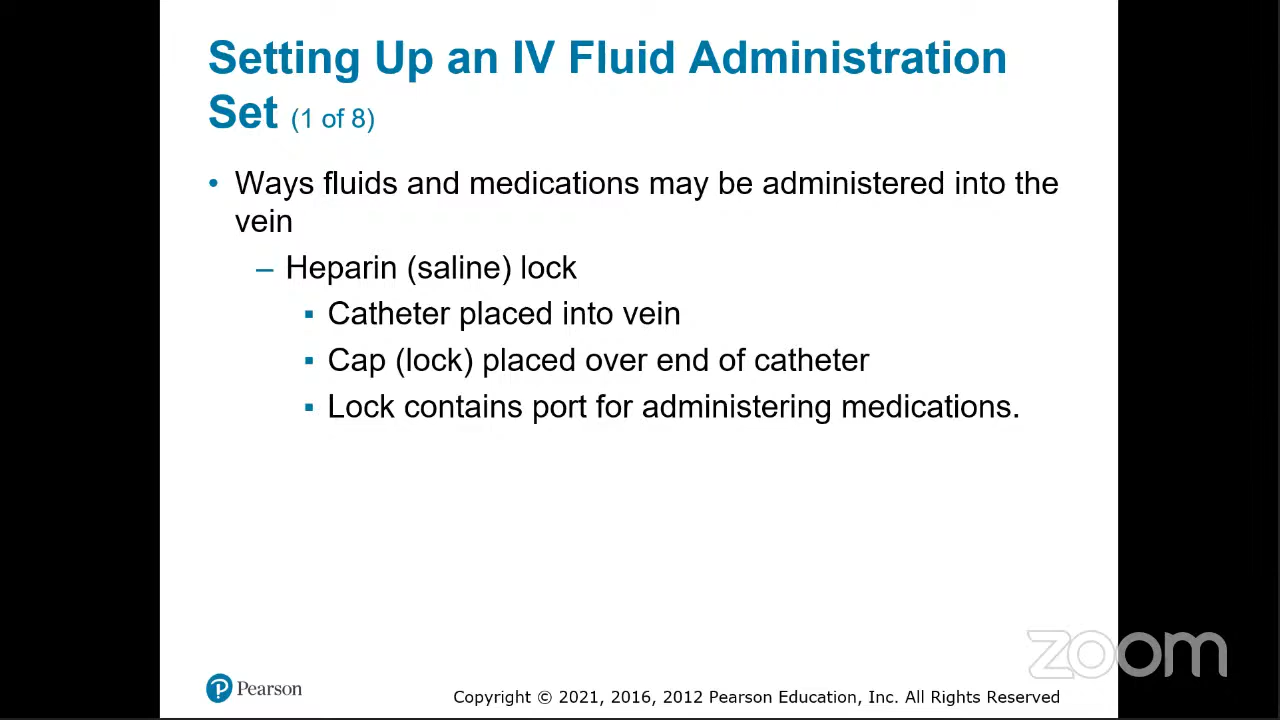 Setting Up an IV Fluid Administration
Set (1 of 8)
• Ways fluids and medications may be administered into the
vein
– Heparin (saline) lock
▪ Catheter placed into vein
▪ Cap (lock) placed over end of catheter
▪ Lock contains port for administering medications.
zoom
P Pearson
Copyright © 2021, 2016, 2012 Pearson Education, Inc. All Rights Reserved